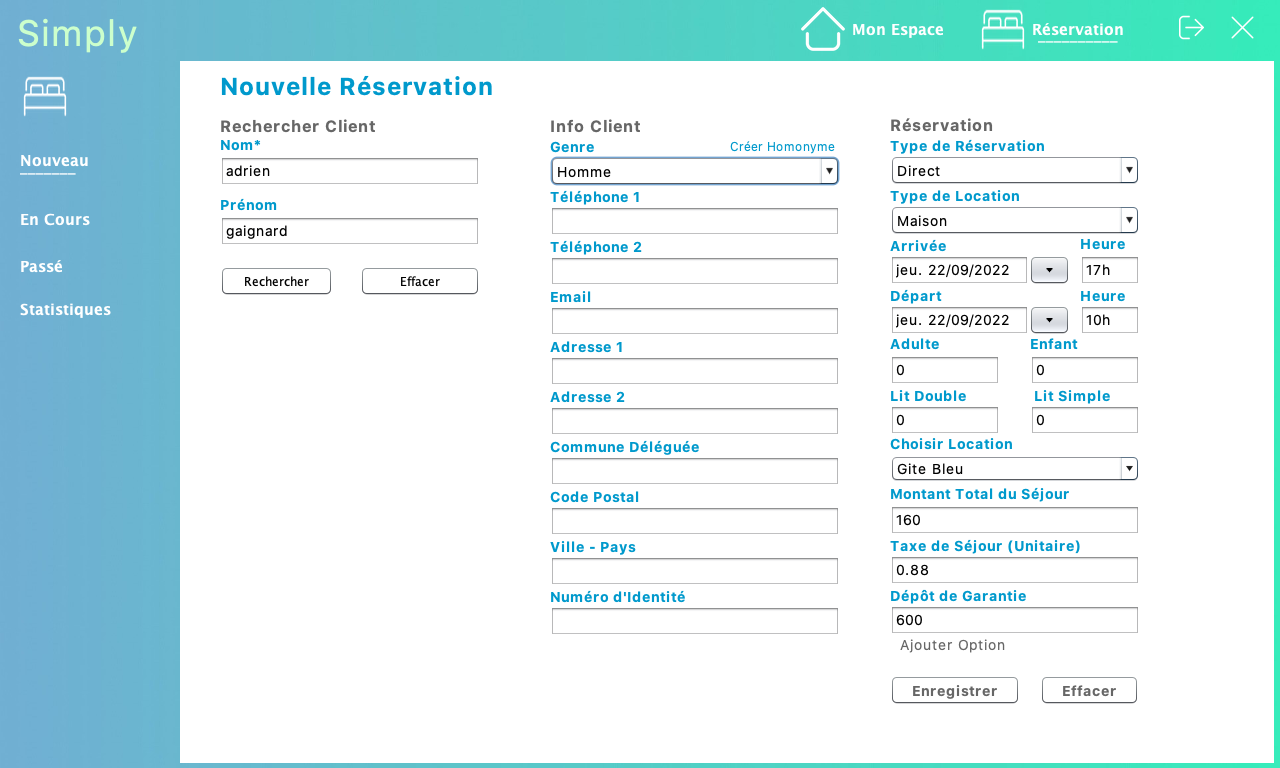 Simply
Mon Espace
Réservation
Nouveau
En Cours
Passé
Statistiques
Nouvelle Réservation
Rechercher Client
Nom*
adrien
Prénom
gaignard
Rechercher
Effacer
Info Client
Genre
Créer Homonyme
Homme
Téléphone 1
Téléphone 2
Email
Adresse 1
Adresse 2
Commune Déléguée
Code Postal
Ville - Pays
Numéro d'Identité
Réservation
Type de Réservation
Direct
Type de Location
Maison
Arrivée
Heure
jeu. 22/09/2022
17h
Départ
Heure
jeu. 22/09/2022
10h
Adulte
Enfant
0
0
Lit Double
Lit Simple
0
0
Choisir Location
Gite Bleu
Montant Total du Séjour
160
Taxe de Séjour (Unitaire)
0.88
Dépôt de Garantie
600
Ajouter Option
Enregistrer
Effacer